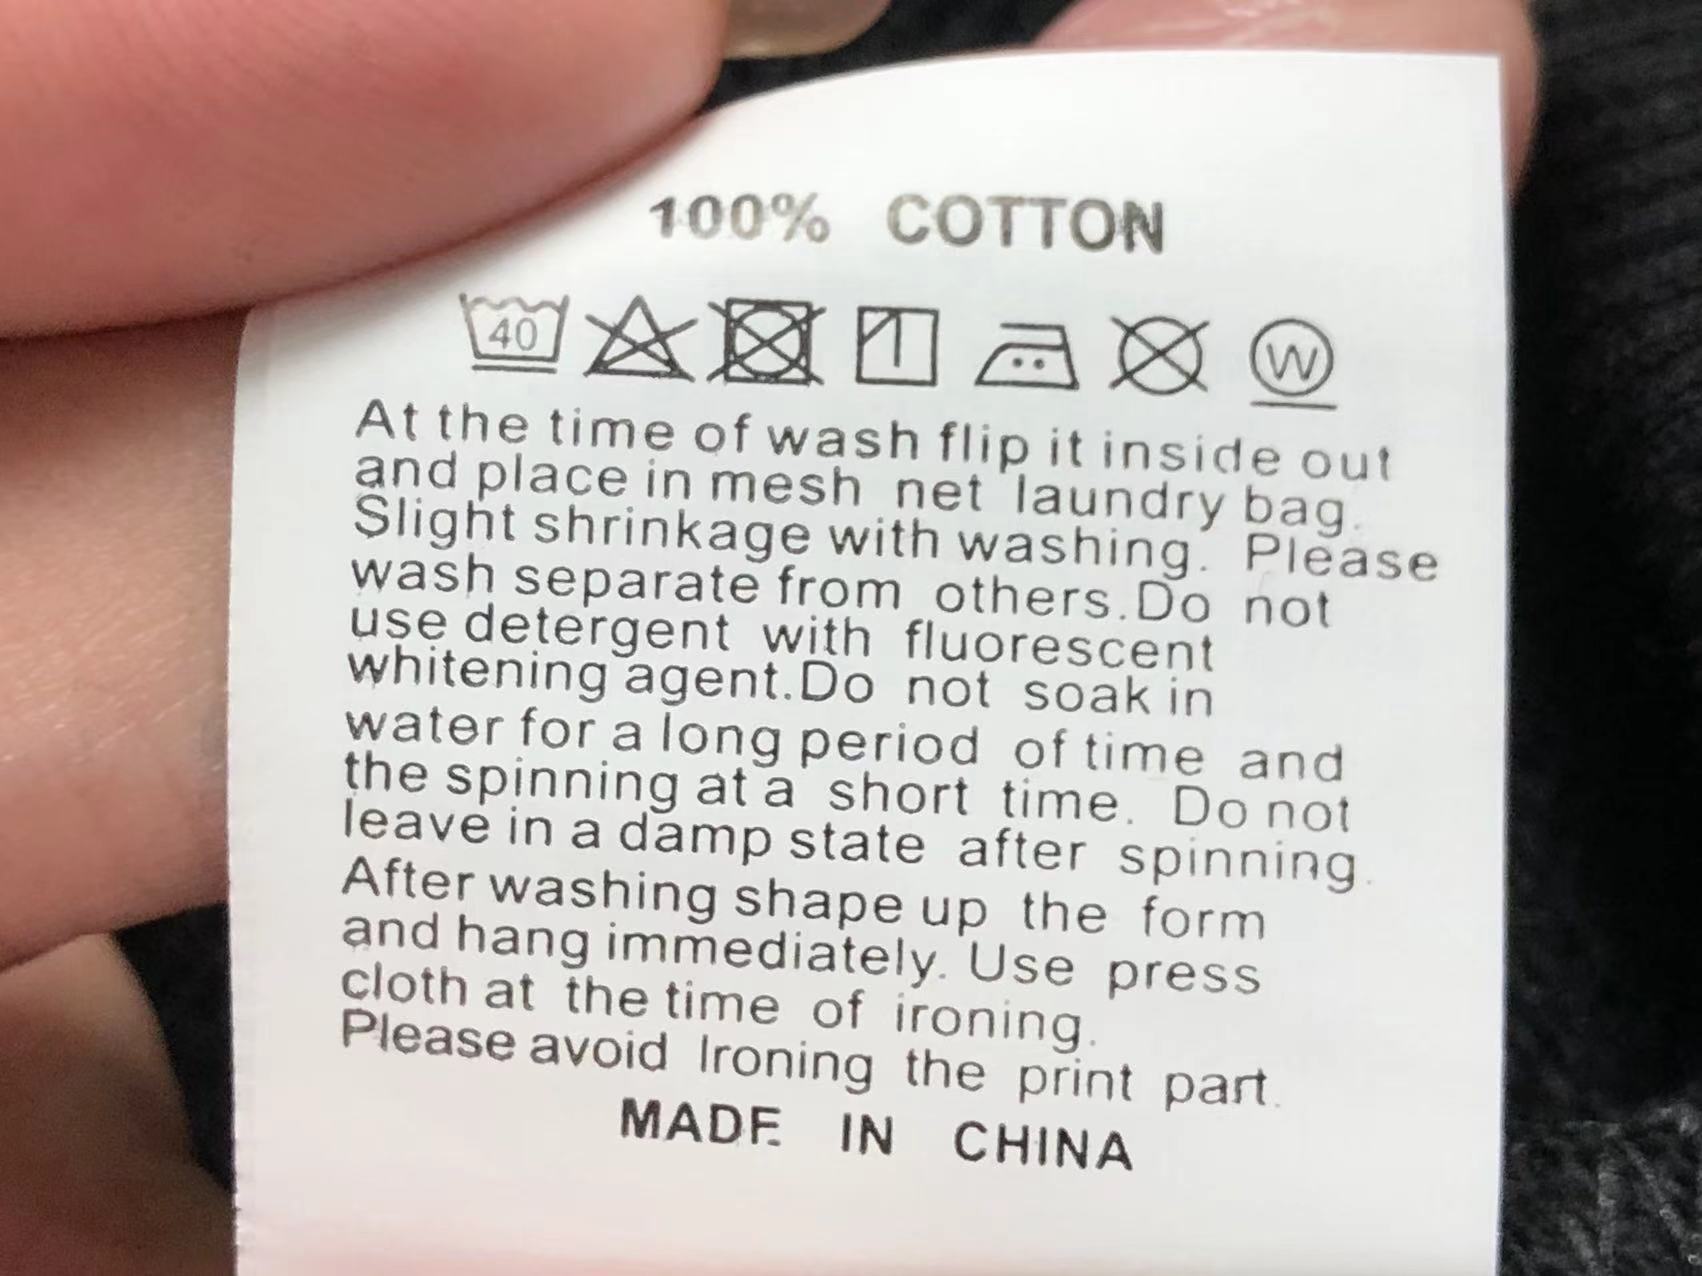 100% COTTON
40 W
At the time of wash flip it inside out
and place in mesh net laundry bag.
Slight shrinkage with washing. Please
wash separate from others.Do not
use detergent with fluorescent
whitening agent.Do not soak in
water for a long period of time and
the spinning at a short time. Do not
leave in a damp state after spinning.
After washing shape up the form
and hang immediately. Use press
cloth at the time of ironing.
Please avoid Ironing the print part.
MADE IN CHINA